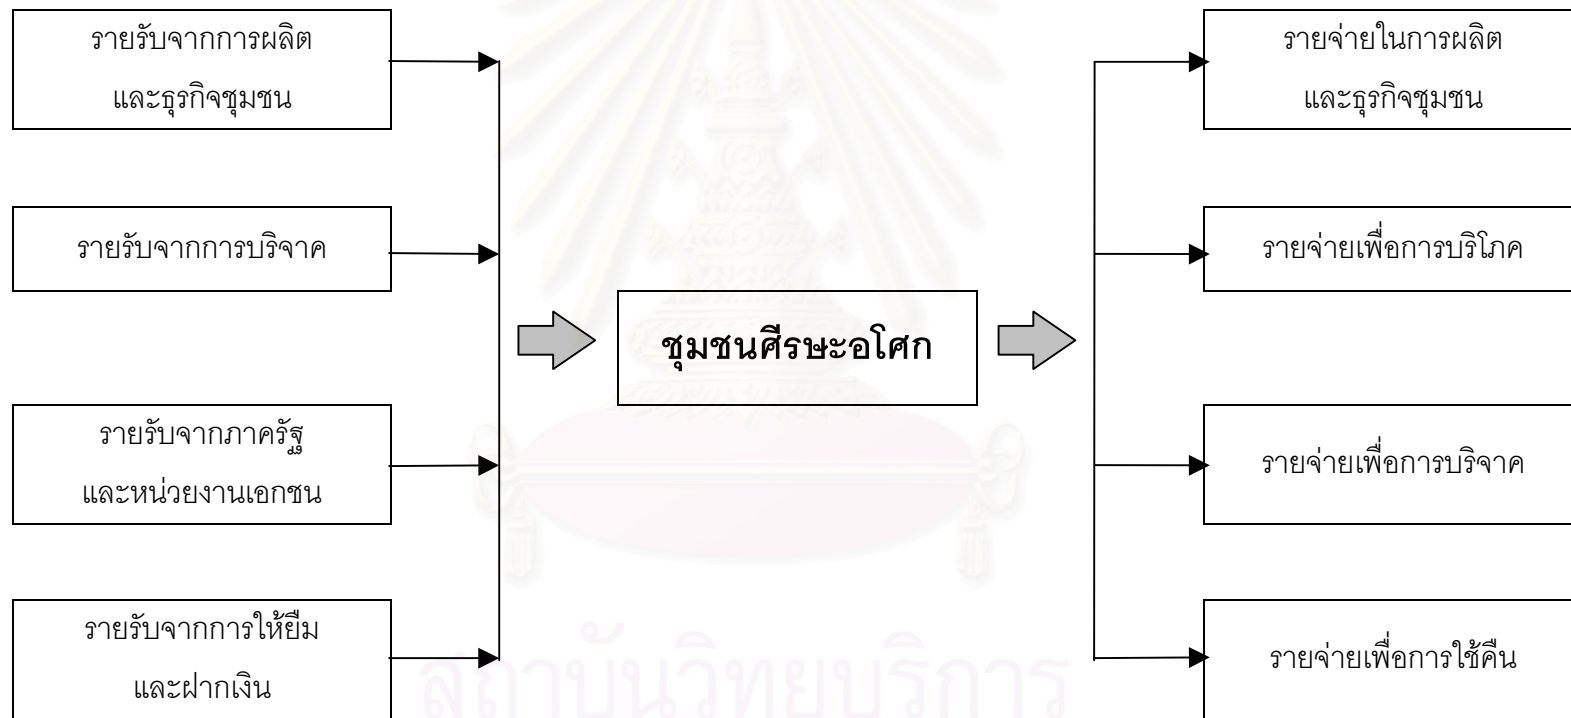 รายรับจากการผลิต
และธุรกิจชุมชน
รายรับจากการบริจาค
รายรับจากภาครัฐ
และหน่วยงานเอกชน
รายรับจากการให้ยืม
และฝากเงิน
ชุมชนศีรษะอโศก
รายจ่ายในการผลิต
และธุรกิจชุมชน
รายจ่ายเพื่อการบริโภค
รายจ่ายเพื่อการบริจาค
รายจ่ายเพื่อการใช้คืน
สถาบันวิทยบริการ